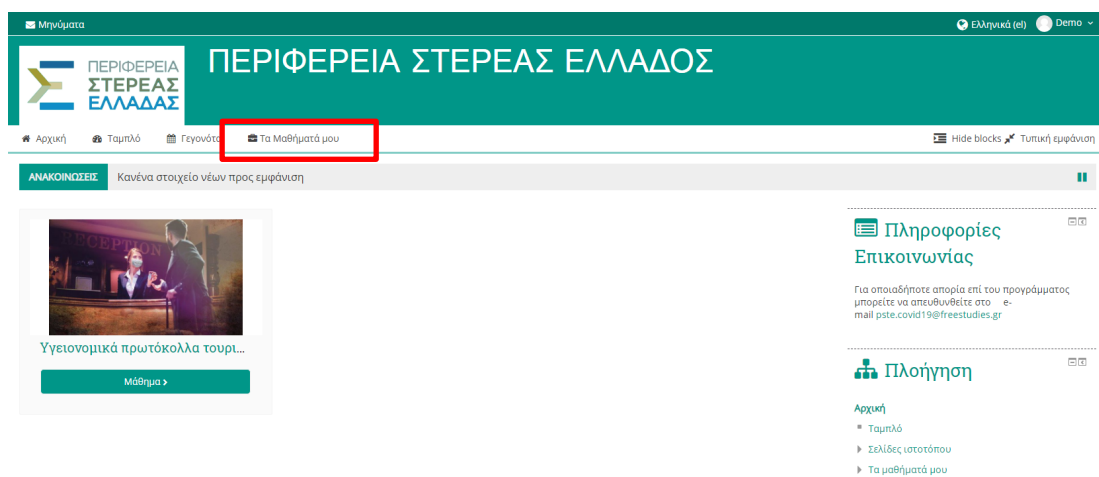 Μηνύματα
Ελληνικά (el) Demo
ΠΕΡΙΦΕΡΕΙΑ
ΣΤΕΡΕΑΣ
ΕΛΛΑΔΑΣ
ΠΕΡΙΦΕΡΕΙΑ ΣΤΕΡΕΑΣ ΕΛΛΑΔΟΣ
Αρχική Ταμπλό Γεγονότα Τα Μαθήματά μου Hide blocks Τυπική εμφάνιση
ΑΝΑΚΟΙΝΩΣΕΙΣ Κανένα στοιχείο νέων προς εμφάνιση
RECEPTION
Υγειονομικά πρωτόκολλα τουρι...
Μάθημα
Πληροφορίες
Επικοινωνίας
Για οποιαδήποτε απορία επί του προγράμματος
μπορείτε να απευθυνθείτε στο e-
mail pste.covid19@freestudies.gr
Πλοήγηση
Αρχική
Ταμπλό
Σελίδες ιστοτόπου
Τα μαθήματά μου